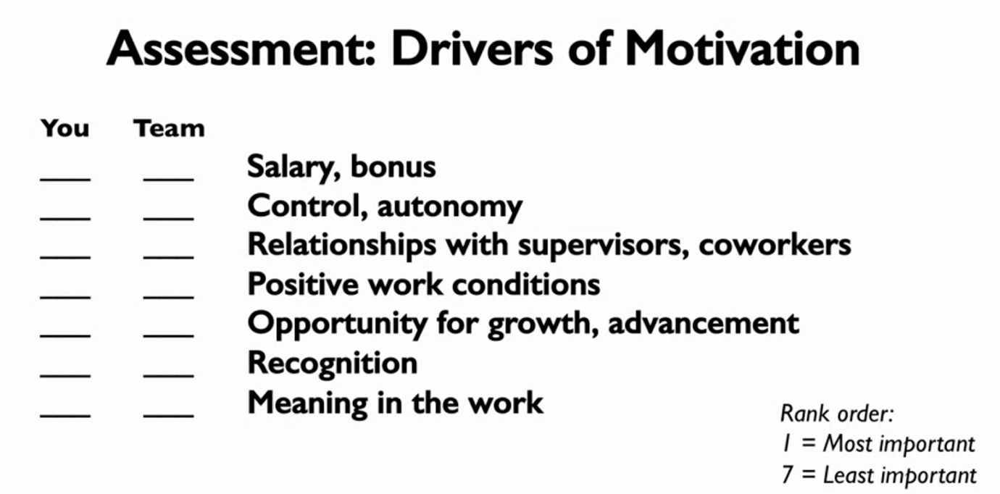 Assessment: Drivers of Motivation
You Team
___ ___ Salary, bonus
___ ___ Control, autonomy
___ ___ Relationships with supervisors, coworkers
___ ___ Positive work conditions
___ ___ Opportunity for growth, advancement
___ ___ Recognition
___ ___ Meaning in the work
Rank order:
1 = Most important
7 = Least important